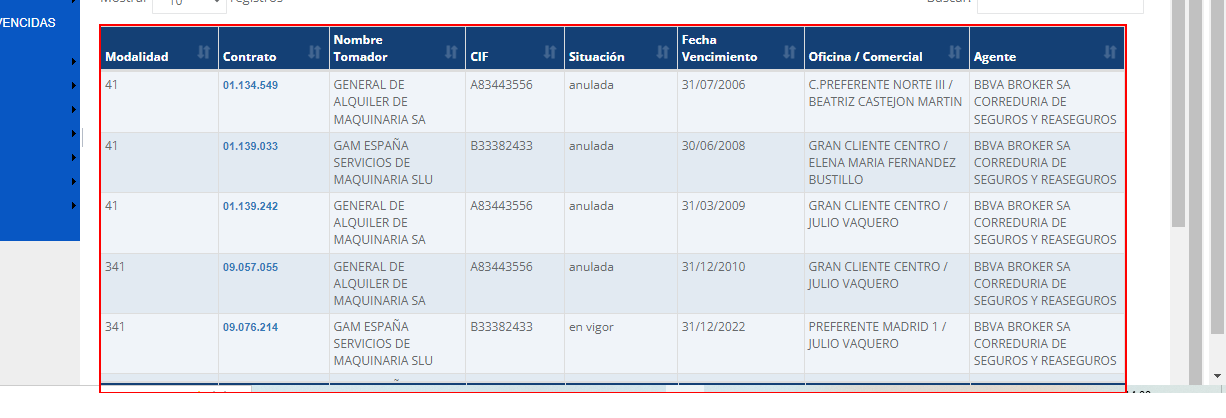 Mostrar 10 registros Buscar:
VENCIDAS
Modalidad Contrato Nombre Tomador CIF Situación Fecha Vencimiento Oficina / Comercial Agente
41 01.134.549 GENERAL DE ALQUILER DE MAQUINARIA SA A83443556 anulada 31/07/2006 C.PREFERENTE NORTE III / BEATRIZ CASTEJON MARTIN BBVA BROKER SA CORREDURIA DE SEGUROS Y REASEGUROS
41 01.139.033 GAM ESPAÑA SERVICIOS DE MAQUINARIA SLU B33382433 anulada 30/06/2008 GRAN CLIENTE CENTRO / ELENA MARIA FERNANDEZ BUSTILLO BBVA BROKER SA CORREDURIA DE SEGUROS Y REASEGUROS
41 01.139.242 GENERAL DE ALQUILER DE MAQUINARIA SA A83443556 anulada 31/03/2009 GRAN CLIENTE CENTRO / JULIO VAQUERO BBVA BROKER SA CORREDURIA DE SEGUROS Y REASEGUROS
341 09.057.055 GENERAL DE ALQUILER DE MAQUINARIA SA A83443556 anulada 31/12/2010 GRAN CLIENTE CENTRO / JULIO VAQUERO BBVA BROKER SA CORREDURIA DE SEGUROS Y REASEGUROS
341 09.076.214 GAM ESPAÑA SERVICIOS DE MAQUINARIA SLU B33382433 en vigor 31/12/2022 PREFERENTE MADRID 1 / JULIO VAQUERO BBVA BROKER SA CORREDURIA DE SEGUROS Y REASEGUROS